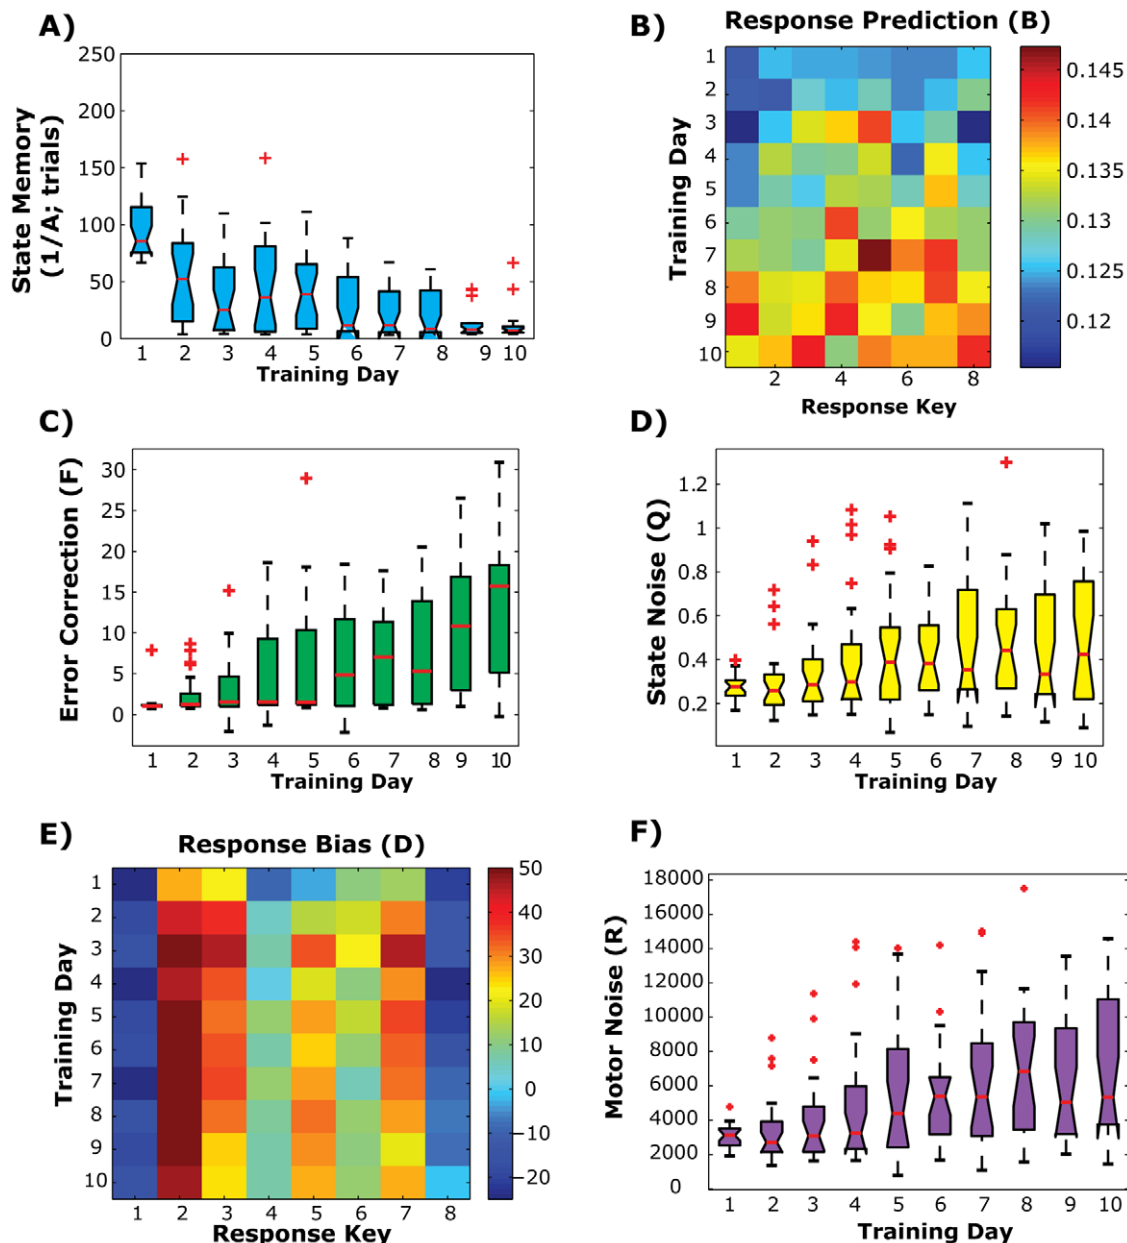 A)
250
200
150
100
50
0
State Memory
(1/A; trials)
1 2 3 4 5 6 7 8 9 10
Training Day
B)
Response Prediction (B)
1
2
3
4
5
6
7
8
9
10
Training Day
2 4 6 8
Response Key
0.145
0.14
0.135
0.13
0.125
0.12
C)
30
25
20
15
10
5
0
Error Correction (F)
1 2 3 4 5 6 7 8 9 10
Training Day
D)
1.2
1
0.8
0.6
0.4
0.2
State Noise (Q)
1 2 3 4 5 6 7 8 9 10
Training Day
E)
Response Bias (D)
1
2
3
4
5
6
7
8
9
10
Training Day
1 2 3 4 5 6 7 8
Response Key
50
40
30
20
10
0
-10
-20
F)
18000
16000
14000
12000
10000
8000
6000
4000
2000
0
Motor Noise (R)
1 2 3 4 5 6 7 8 9 10
Training Day